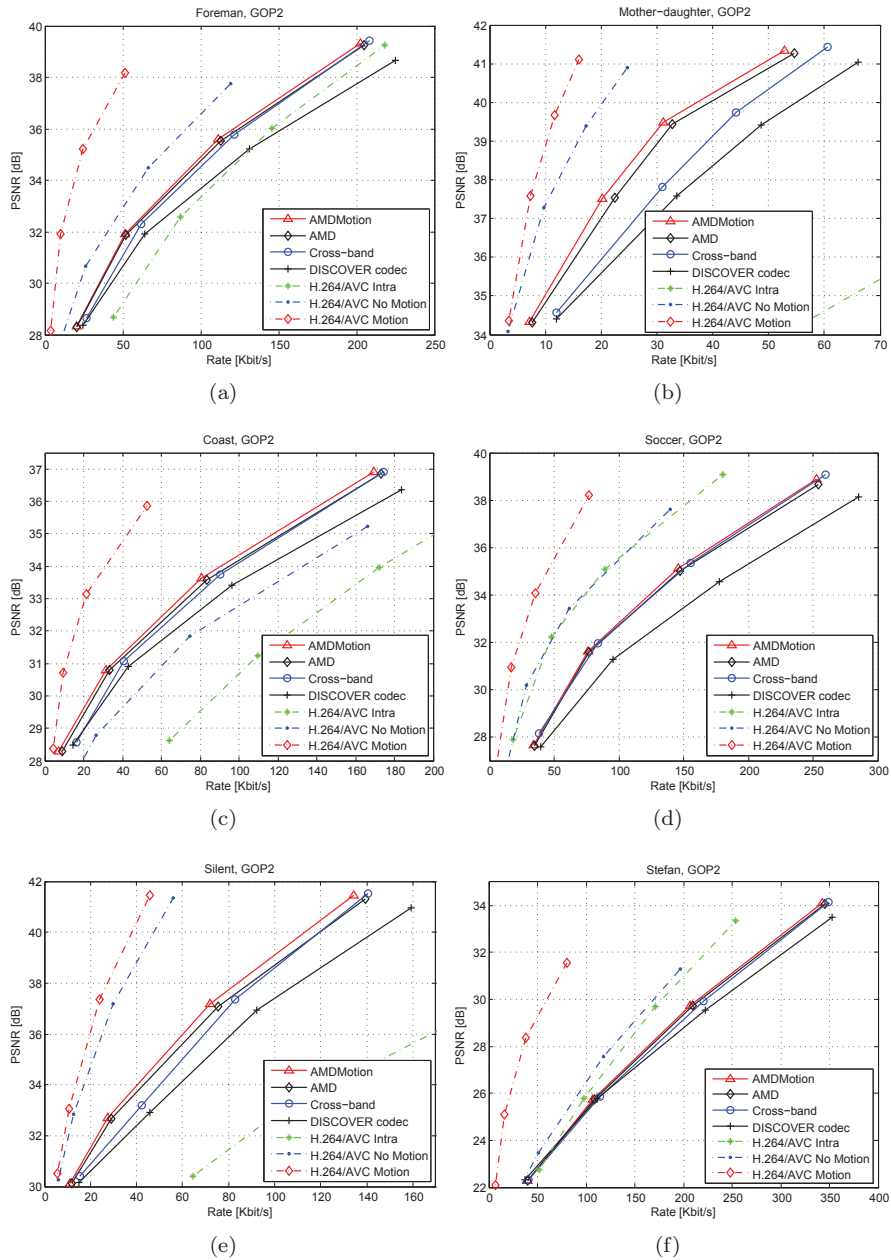 Foreman, GOP2
PSNR [dB]
40
38
36
34
32
30
28
0
50
100
150
200
250
Rate [Kbit/s]
AMDMotion
AMD
Cross−band
DISCOVER codec
H.264/AVC Intra
H.264/AVC No Motion
H.264/AVC Motion
(a)
Mother−daughter, GOP2
PSNR [dB]
42
41
40
39
38
37
36
35
34
0
10
20
30
40
50
60
70
Rate [Kbit/s]
AMDMotion
AMD
Cross−band
DISCOVER codec
H.264/AVC Intra
H.264/AVC No Motion
H.264/AVC Motion
(b)
Coast, GOP2
PSNR [dB]
37
36
35
34
33
32
31
30
29
28
0
20
40
60
80
100
120
140
160
180
200
Rate [Kbit/s]
AMDMotion
AMD
Cross−band
DISCOVER codec
H.264/AVC Intra
H.264/AVC No Motion
H.264/AVC Motion
(c)
Soccer, GOP2
PSNR [dB]
40
38
36
34
32
30
28
0
50
100
150
200
250
300
Rate [Kbit/s]
AMDMotion
AMD
Cross−band
DISCOVER codec
H.264/AVC Intra
H.264/AVC No Motion
H.264/AVC Motion
(d)
Silent, GOP2
PSNR [dB]
42
40
38
36
34
32
30
0
20
40
60
80
100
120
140
160
Rate [Kbit/s]
AMDMotion
AMD
Cross−band
DISCOVER codec
H.264/AVC Intra
H.264/AVC No Motion
H.264/AVC Motion
(e)
Stefan, GOP2
PSNR [dB]
34
32
30
28
26
24
22
0
50
100
150
200
250
300
350
400
Rate [Kbit/s]
AMDMotion
AMD
Cross−band
DISCOVER codec
H.264/AVC Intra
H.264/AVC No Motion
H.264/AVC Motion
(f)